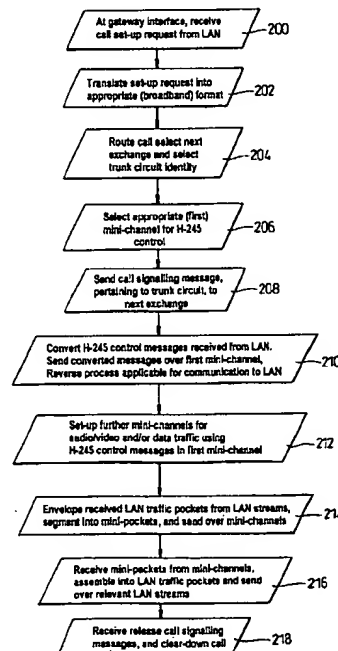 At gateway interface, receive
call set-up request from LAN
200
Translate set-up request into
appropriate (broadband) format
202
Route call select next
exchange and select
trunk circuit identity
204
Select appropriate (first)
mini-channel for H-245
control
206
Send call signalling message,
pertaining to trunk circuit, to
next exchange
208
Convert H-245 control messages received from LAN.
Send converted messages over first mini-channel,
Reverse process applicable for communication to LAN
210
Set-up further mini-channels for
audio/video and/or data traffic using
H-245 control messages in first mini-channel
212
Envelope received LAN traffic pockets from LAN streams,
segment into mini-pockets, and send over mini-channels
214
Receive mini-packets from mini-channels,
assemble into LAN traffic pockets and send
over relevant LAN streams
216
Receive release call signalling
messages, and clear-down call
218